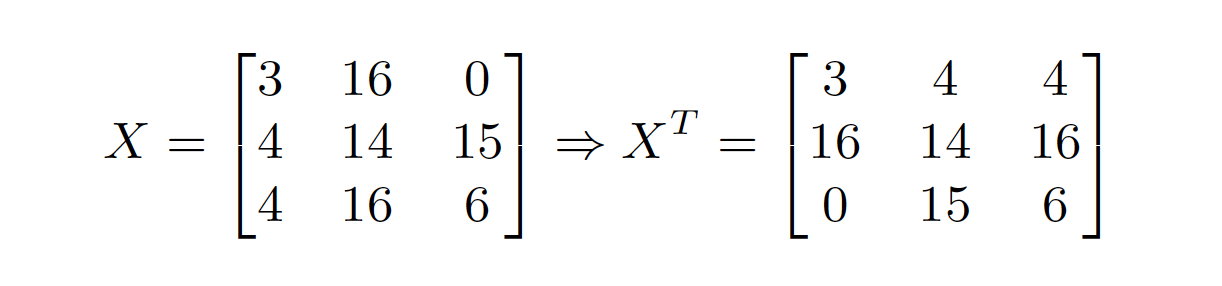 X = [3 16 0; 4 14 15; 4 16 6] ⇒ X^T = [3 4 4; 16 14 16; 0 15 6]